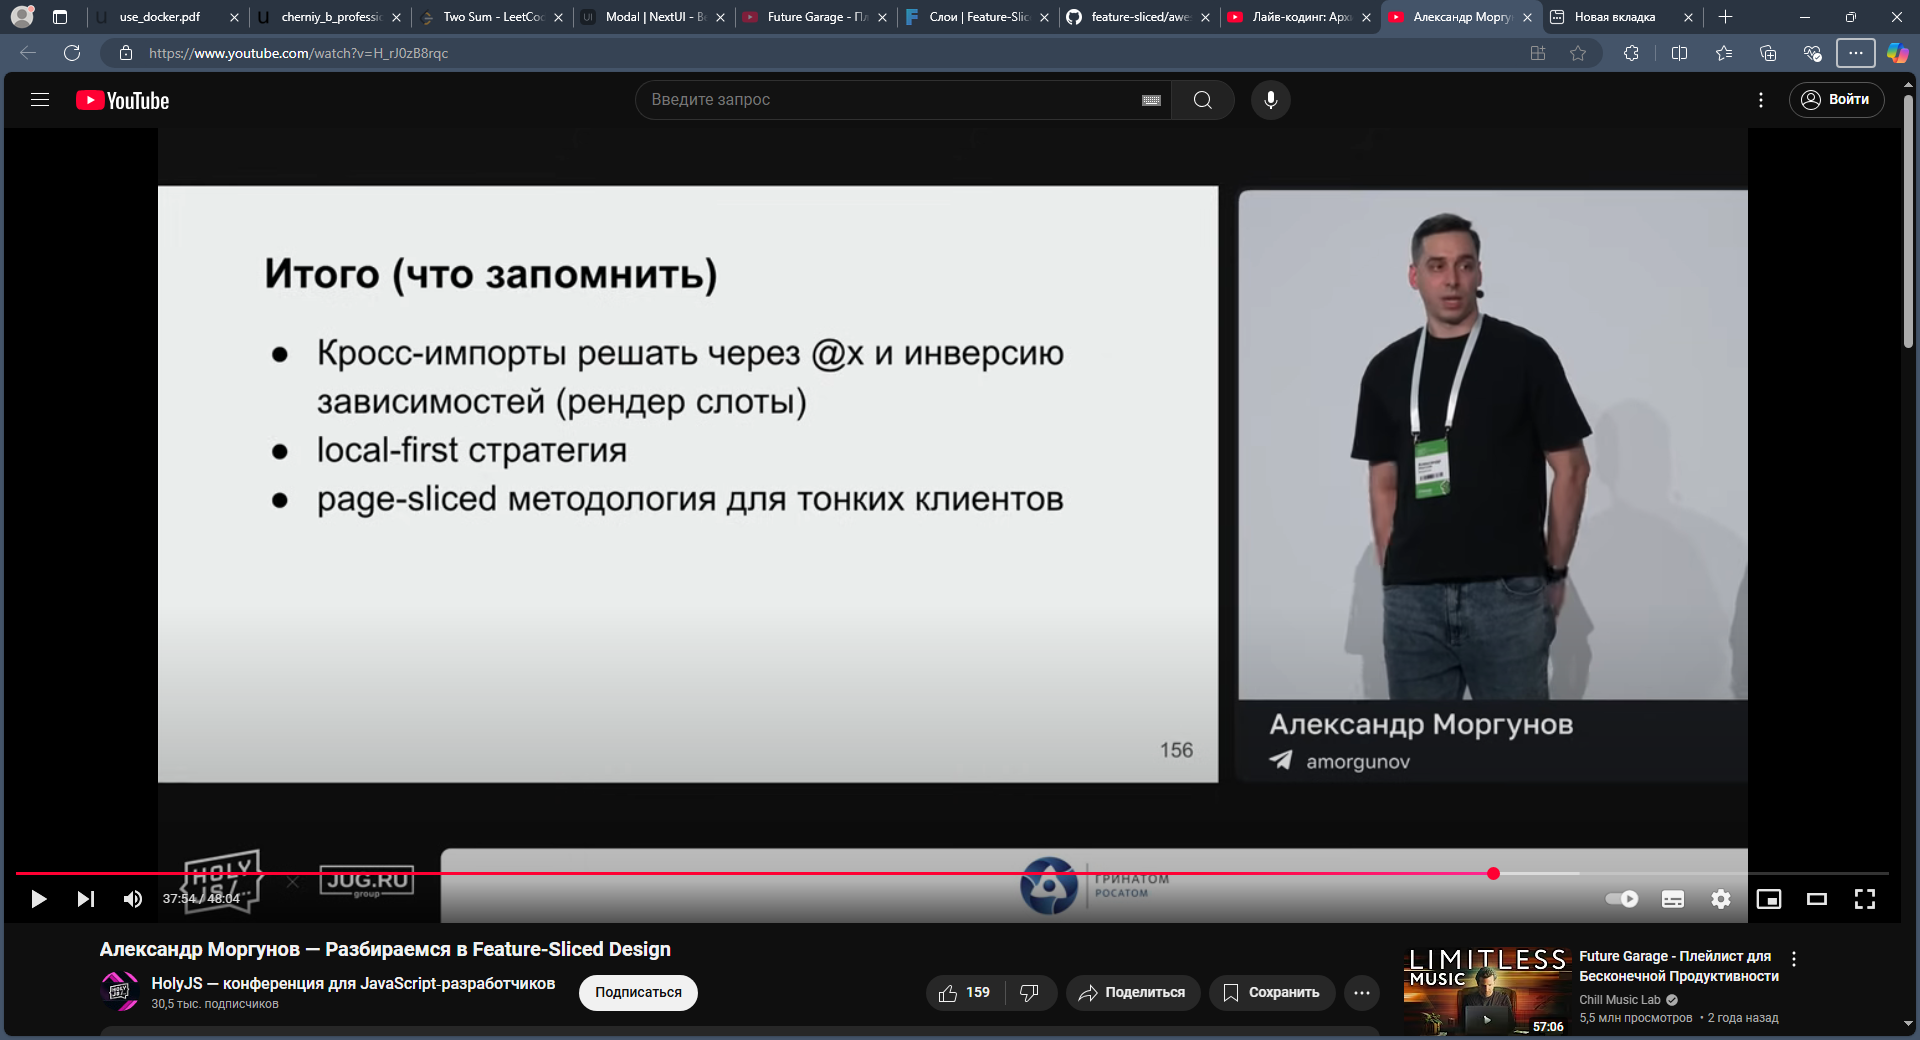 use_docker.pdf
cherniy_b_professic
Two Sum - LeetCo
Modal | NextUI - Be
Future Garage - Пл
Слои | Feature-Slic
feature-sliced/awe
Лайв-кодинг: Арх
Александр Моргу
Новая вкладка
https://www.youtube.com/watch?v=H_rJ0zB8rqc
YouTube
Введите запрос
Войти
Итого (что запомнить)
● Кросс-импорты решать через @x и инверсию
зависимостей (рендер слоты)
● local-first стратегия
● page-sliced методология для тонких клиентов
156
Александр Моргунов
amorgunov
HOLY
JS/...
×
JUG.RU
group
ГРИНАТОМ
РОСАТОМ
37:54 / 48:04
Александр Моргунов — Разбираемся в Feature-Sliced Design
HolyJS — конференция для JavaScript-разработчиков
30,5 тыс. подписчиков
Подписаться
159
Поделиться
Сохранить
LIMITLESS
MUSIC
57:06
Future Garage - Плейлист для
Бесконечной Продуктивности
Chill Music Lab
5,5 млн просмотров • 2 года назад